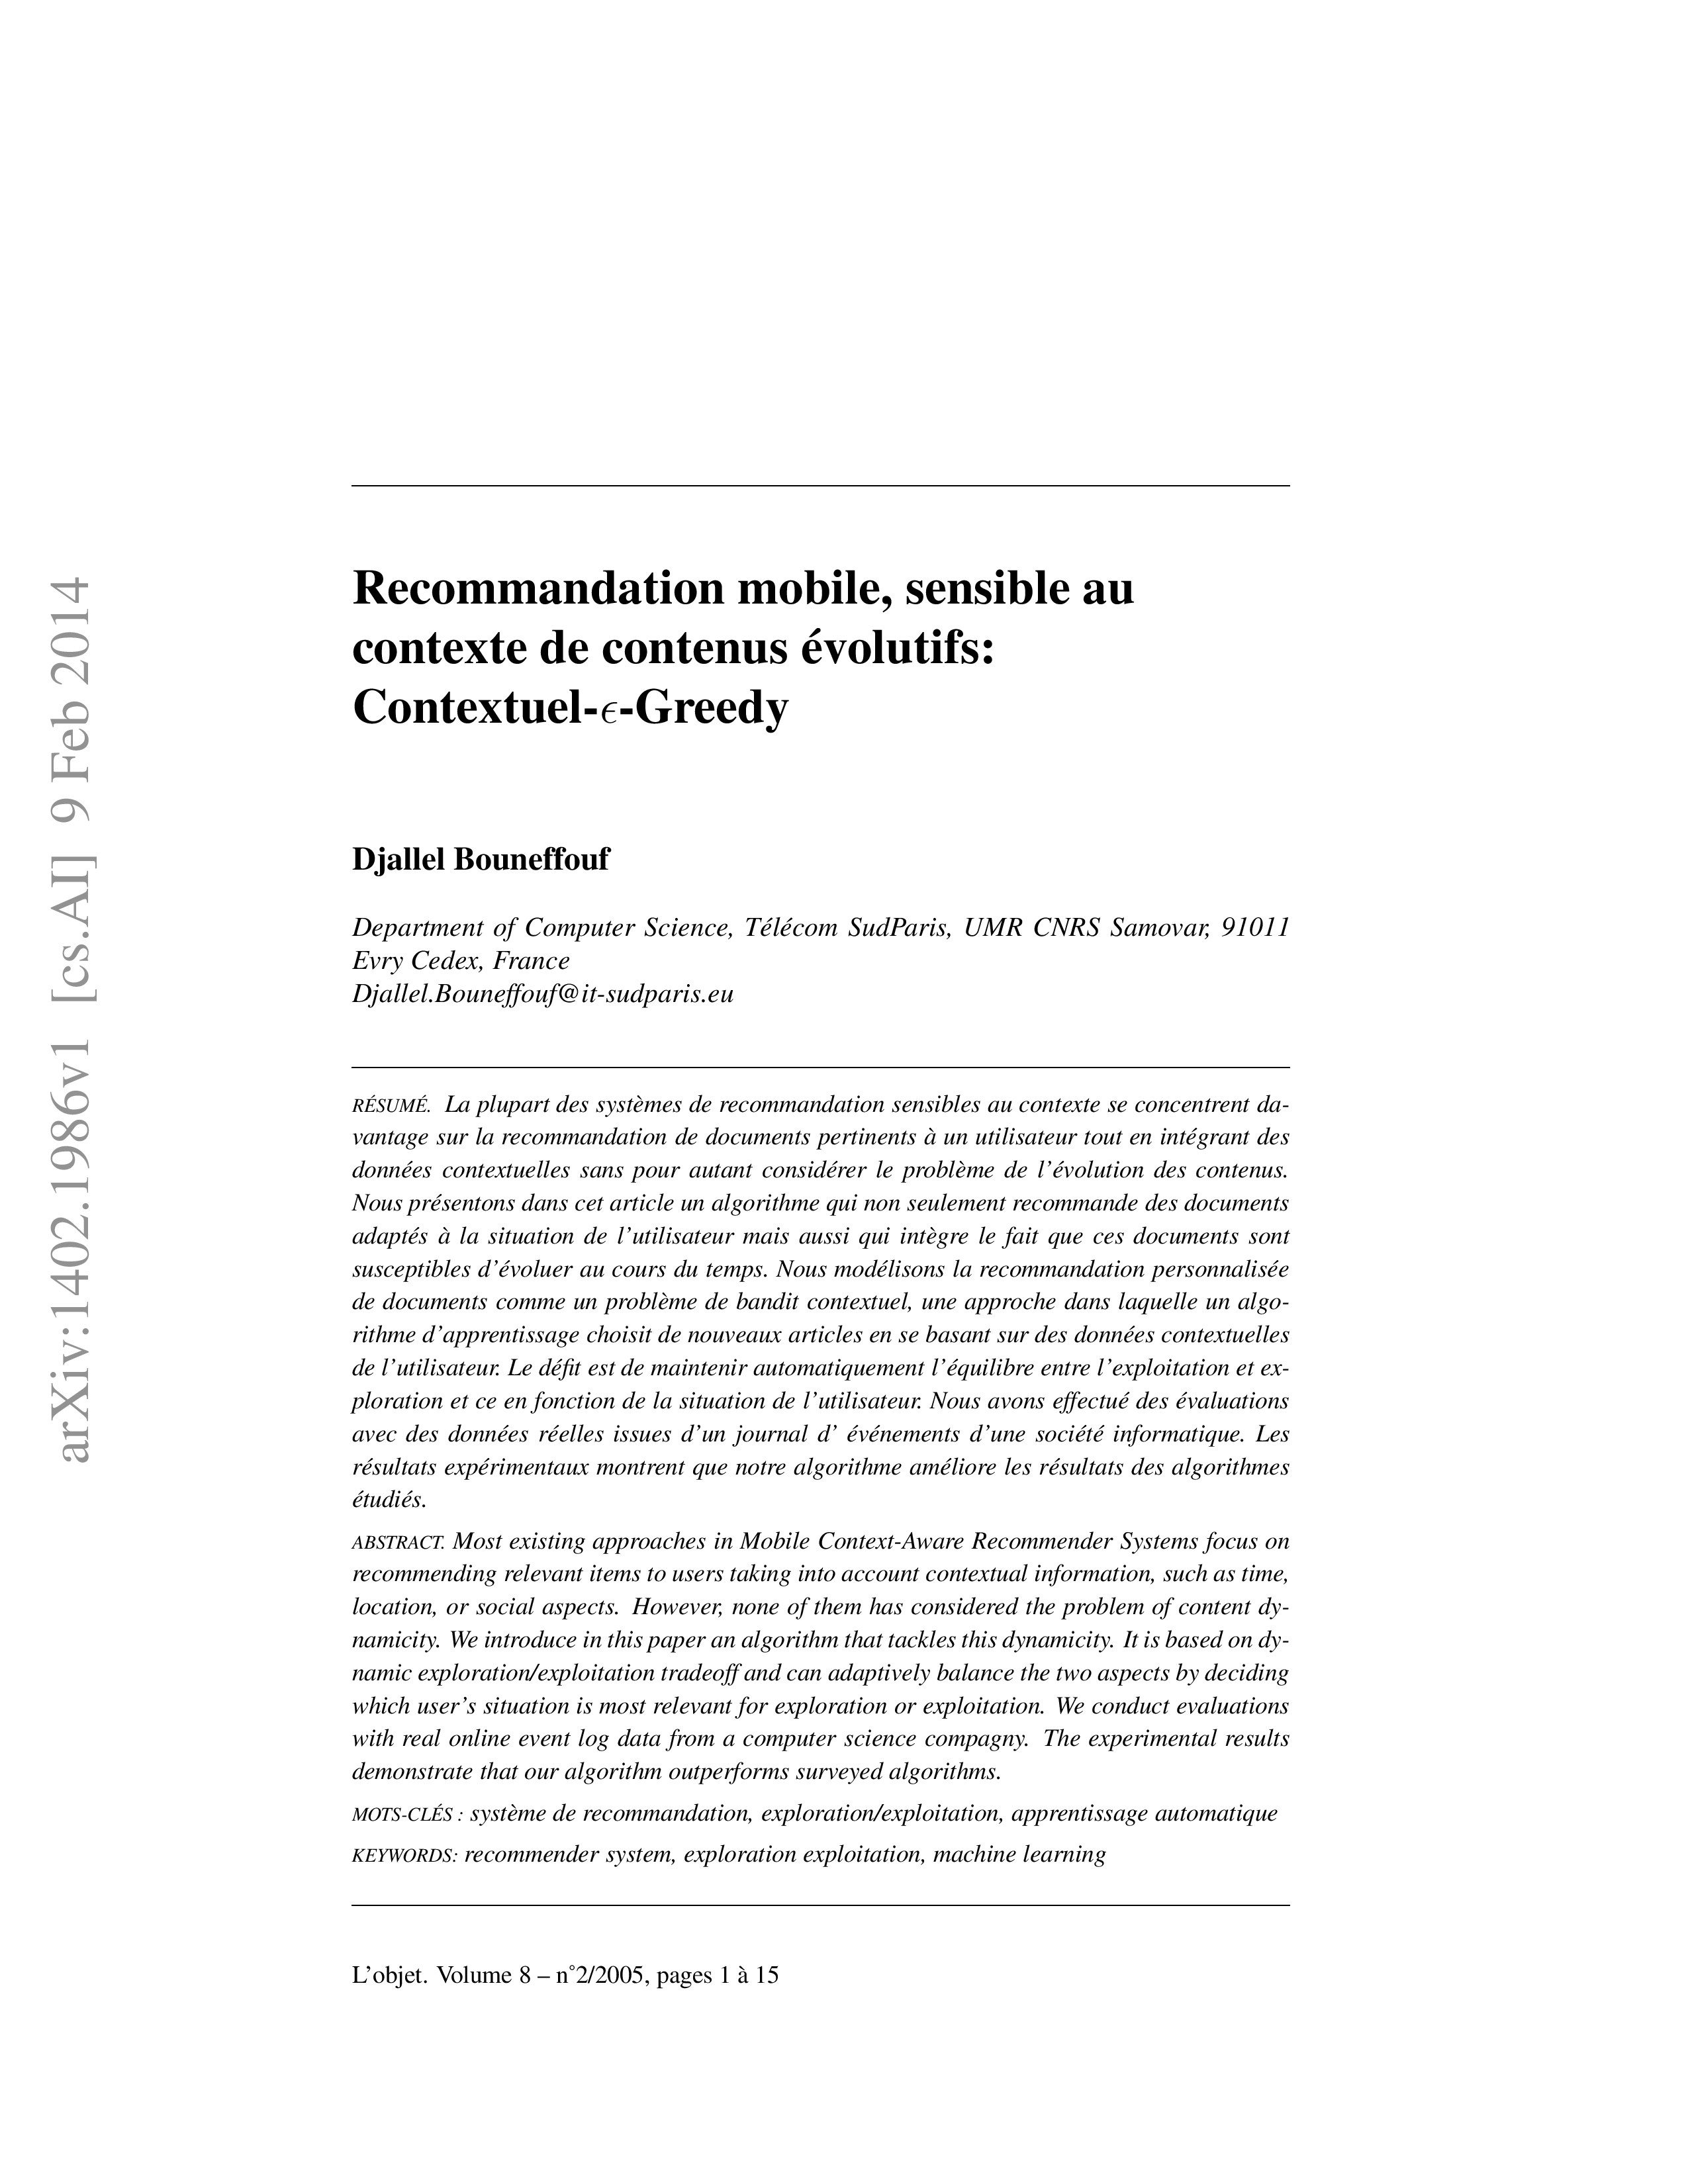 arXiv:1402.1986v1 [cs.AI] 9 Feb 2014
Recommandation mobile, sensible au
contexte de contenus évolutifs:
Contextuel-ϵ-Greedy
Djallel Bouneffouf
Department of Computer Science, Télécom SudParis, UMR CNRS Samovar, 91011
Evry Cedex, France
Djallel.Bouneffouf@it-sudparis.eu
RÉSUMÉ. La plupart des systèmes de recommandation sensibles au contexte se concentrent da-
vantage sur la recommandation de documents pertinents à un utilisateur tout en intégrant des
données contextuelles sans pour autant considérer le problème de l'évolution des contenus.
Nous présentons dans cet article un algorithme qui non seulement recommande des documents
adaptés à la situation de l'utilisateur mais aussi qui intègre le fait que ces documents sont
susceptibles d'évoluer au cours du temps. Nous modélisons la recommandation personnalisée
de documents comme un problème de bandit contextuel, une approche dans laquelle un algo-
rithme d'apprentissage choisit de nouveaux articles en se basant sur des données contextuelles
de l'utilisateur. Le défit est de maintenir automatiquement l'équilibre entre l'exploitation et ex-
ploration et ce en fonction de la situation de l'utilisateur. Nous avons effectué des évaluations
avec des données réelles issues d'un journal d' événements d'une société informatique. Les
résultats expérimentaux montrent que notre algorithme améliore les résultats des algorithmes
étudiés.
ABSTRACT. Most existing approaches in Mobile Context-Aware Recommender Systems focus on
recommending relevant items to users taking into account contextual information, such as time,
location, or social aspects. However, none of them has considered the problem of content dy-
namicity. We introduce in this paper an algorithm that tackles this dynamicity. It is based on dy-
namic exploration/exploitation tradeoff and can adaptively balance the two aspects by deciding
which user's situation is most relevant for exploration or exploitation. We conduct evaluations
with real online event log data from a computer science compagny. The experimental results
demonstrate that our algorithm outperforms surveyed algorithms.
MOTS-CLÉS : système de recommandation, exploration/exploitation, apprentissage automatique
KEYWORDS: recommender system, exploration exploitation, machine learning
L'objet. Volume 8 – n°2/2005, pages 1 à 15